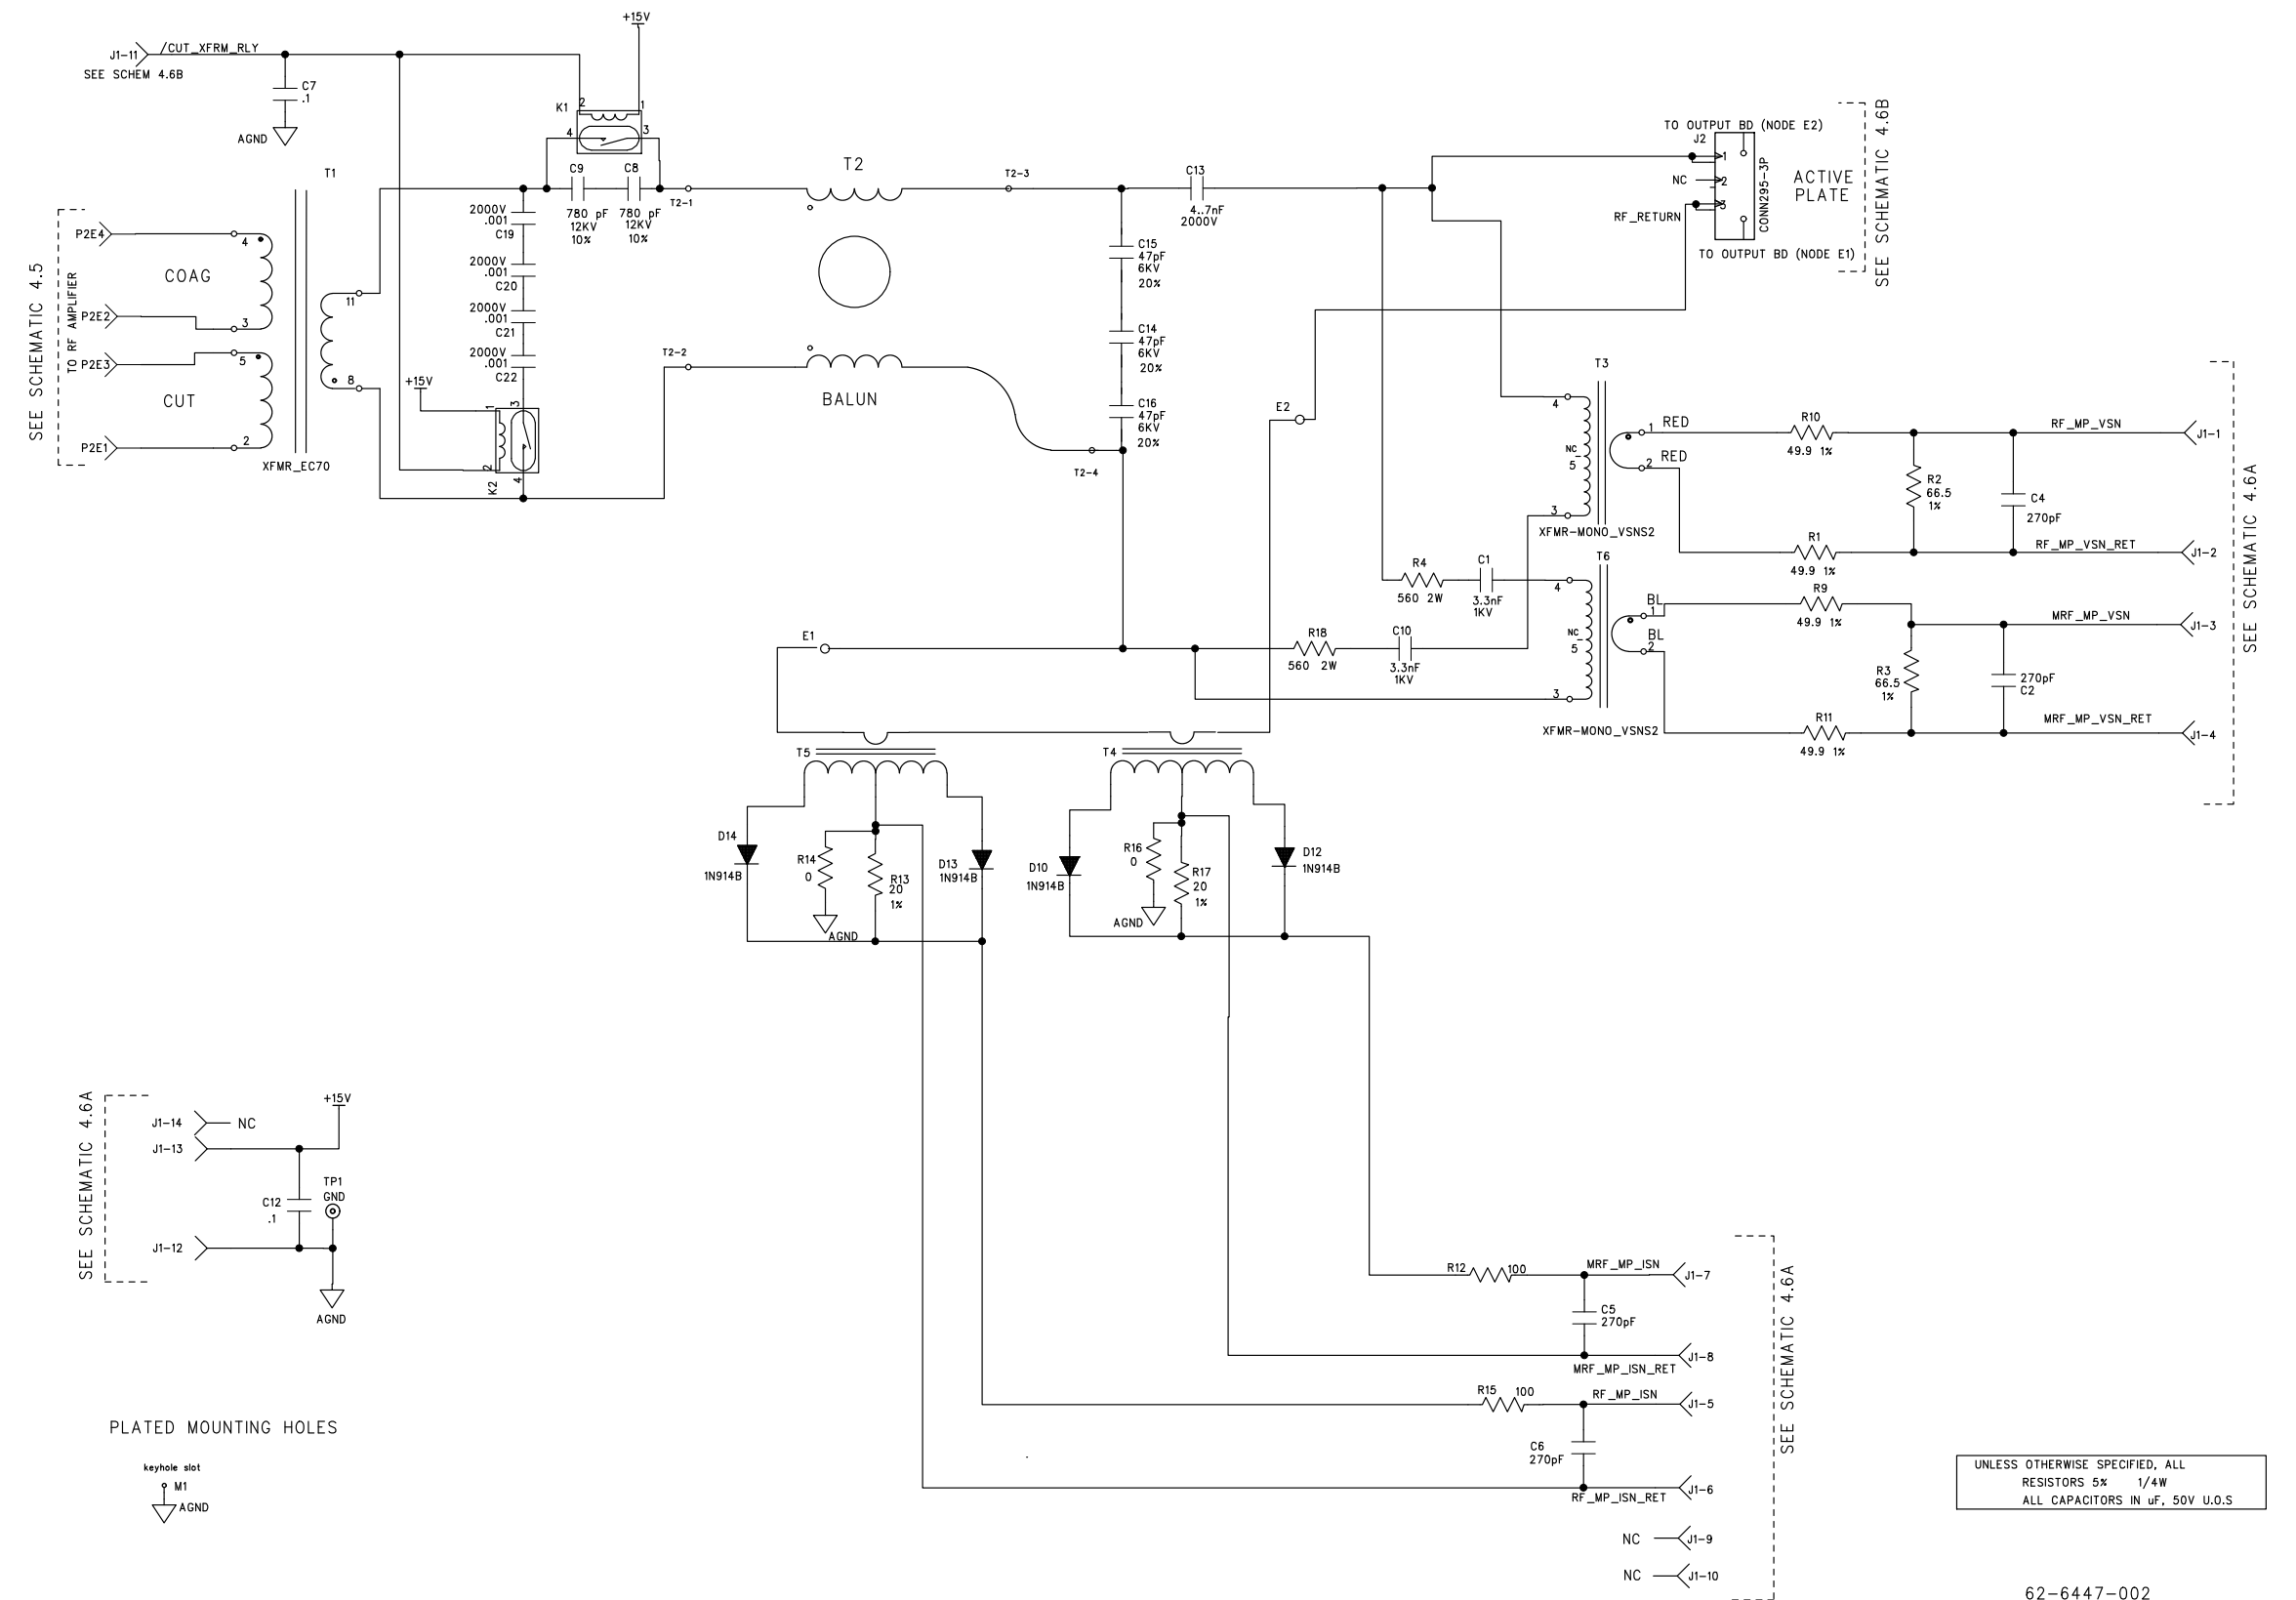 +15V
J1-11
/CUT_XFRM_RLY
SEE SCHEM 4.6B
C7
.1
AGND
K1
2
1
4
3
T1
C9
C8
780 pF
12KV
10%
780 pF
12KV
10%
T2-1
T2
T2-3
C13
4..7nF
2000V
TO OUTPUT BD (NODE E2)
J2
1
NC
2
3
RF_RETURN
CONN295-3P
ACTIVE
PLATE
TO OUTPUT BD (NODE E1)
SEE SCHEMATIC 4.6B
SEE SCHEMATIC 4.5
TO RF AMPLIFIER
P2E4
COAG
P2E2
P2E3
CUT
P2E1
4
3
5
2
11
8
XFMR_EC70
2000V
.001
C19
2000V
.001
C20
2000V
.001
C21
2000V
.001
C22
+15V
1
3
2
4
K2
T2-2
BALUN
C15
47pF
6KV
20%
C14
47pF
6KV
20%
C16
47pF
6KV
20%
T2-4
E2
T3
4
NC
5
3
1
RED
2
RED
XFMR-MONO_VSNS2
R10
49.9 1%
RF_MP_VSN
J1-1
R2
66.5
1%
C4
270pF
R1
49.9 1%
RF_MP_VSN_RET
J1-2
SEE SCHEMATIC 4.6A
T6
R4
560 2W
C1
3.3nF
1KV
4
NC
5
3
BL
1
BL
2
XFMR-MONO_VSNS2
R9
49.9 1%
MRF_MP_VSN
J1-3
R3
66.5
1%
270pF
C2
R11
49.9 1%
MRF_MP_VSN_RET
J1-4
E1
R18
560 2W
C10
3.3nF
1KV
T5
T4
D14
1N914B
R14
0
AGND
R13
20
1%
D13
1N914B
D10
1N914B
R16
0
AGND
R17
20
1%
D12
1N914B
SEE SCHEMATIC 4.6A
J1-14
NC
J1-13
+15V
C12
.1
TP1
GND
J1-12
AGND
R12
100
MRF_MP_ISN
J1-7
C5
270pF
J1-8
MRF_MP_ISN_RET
R15
100
RF_MP_ISN
J1-5
C6
270pF
J1-6
RF_MP_ISN_RET
NC
J1-9
NC
J1-10
SEE SCHEMATIC 4.6A
PLATED MOUNTING HOLES
keyhole slot
M1
AGND
UNLESS OTHERWISE SPECIFIED, ALL
RESISTORS 5% 1/4W
ALL CAPACITORS IN uF, 50V U.O.S
62-6447-002